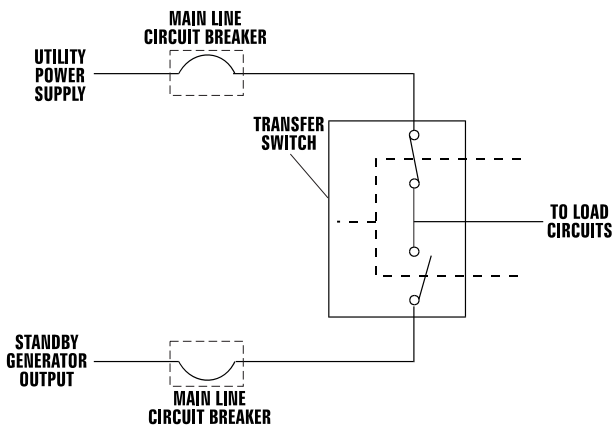 MAIN LINE
CIRCUIT BREAKER
UTILITY
POWER
SUPPLY
TRANSFER
SWITCH
TO LOAD
CIRCUITS
STANDBY
GENERATOR
OUTPUT
MAIN LINE
CIRCUIT BREAKER